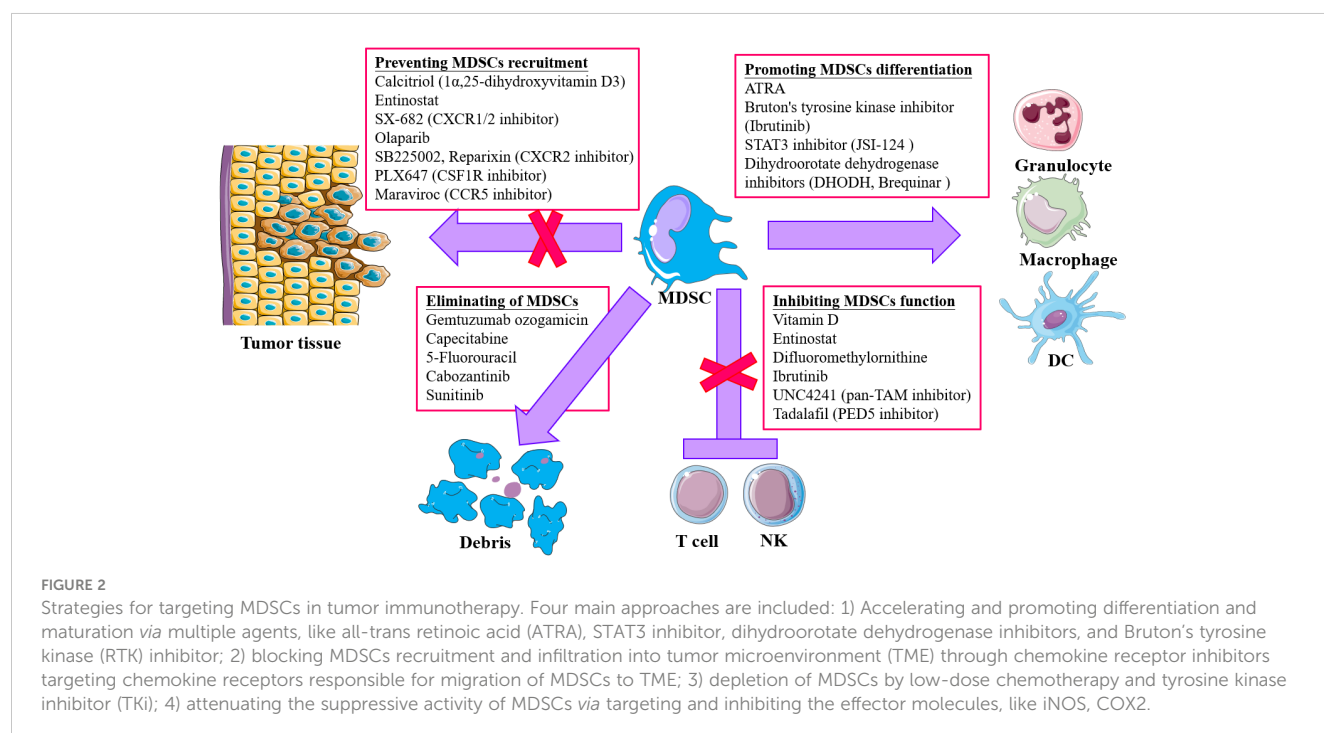 Preventing MDSCs recruitment
Calcitriol (1α,25-dihydroxyvitamin D3)
Entinostat
SX-682 (CXCR1/2 inhibitor)
Olaparib
SB225002, Reparixin (CXCR2 inhibitor)
PLX647 (CSF1R inhibitor)
Maraviroc (CCR5 inhibitor)
Promoting MDSCs differentiation
ATRA
Bruton's tyrosine kinase inhibitor
(Ibrutinib)
STAT3 inhibitor (JSI-124 )
Dihydroorotate dehydrogenase
inhibitors (DHODH, Brequinar )
Granulocyte
Macrophage
DC
MDSC
Tumor tissue
Eliminating of MDSCs
Gemtuzumab ozogamicin
Capecitabine
5-Fluorouracil
Cabozantinib
Sunitinib
Inhibiting MDSCs function
Vitamin D
Entinostat
Difluoromethylornithine
Ibrutinib
UNC4241 (pan-TAM inhibitor)
Tadalafil (PED5 inhibitor)
Debris
T cell
NK
FIGURE 2
Strategies for targeting MDSCs in tumor immunotherapy. Four main approaches are included: 1) Accelerating and promoting differentiation and
maturation via multiple agents, like all-trans retinoic acid (ATRA), STAT3 inhibitor, dihydroorotate dehydrogenase inhibitors, and Bruton's tyrosine
kinase (RTK) inhibitor; 2) blocking MDSCs recruitment and infiltration into tumor microenvironment (TME) through chemokine receptor inhibitors
targeting chemokine receptors responsible for migration of MDSCs to TME; 3) depletion of MDSCs by low-dose chemotherapy and tyrosine kinase
inhibitor (TKi); 4) attenuating the suppressive activity of MDSCs via targeting and inhibiting the effector molecules, like iNOS, COX2.